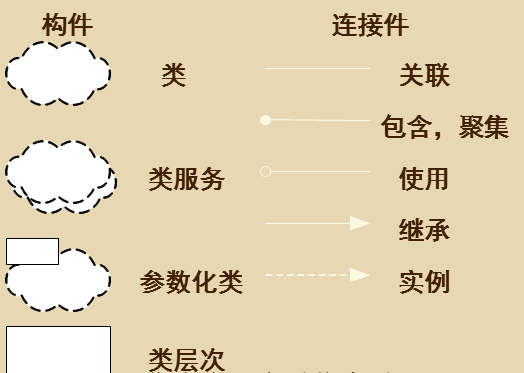 构件 连接件
类 关联
包含，聚集
类服务 使用
继承
参数化类 实例
类层次